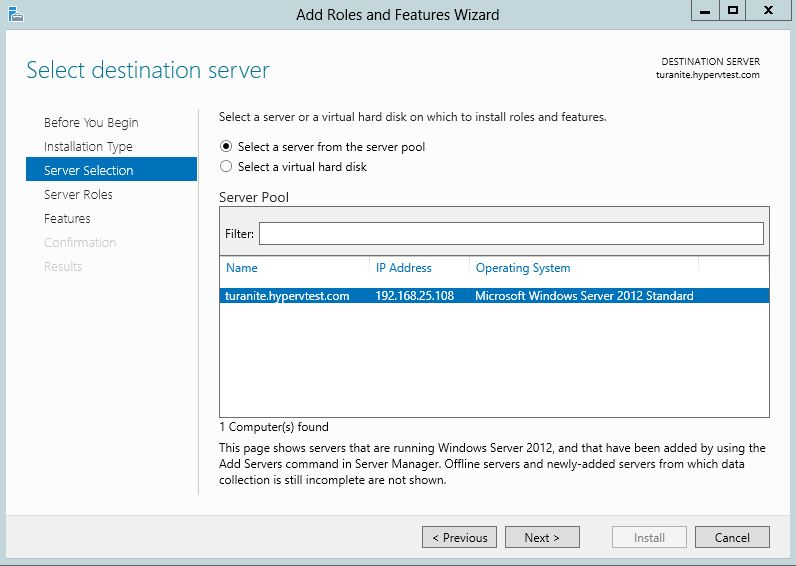 Add Roles and Features Wizard
Select destination server
DESTINATION SERVER
turanite.hypervtest.com
Before You Begin
Installation Type
Server Selection
Server Roles
Features
Confirmation
Results
Select a server or a virtual hard disk on which to install roles and features.
Select a server from the server pool
Select a virtual hard disk
Server Pool
Filter:
Name IP Address Operating System
turanite.hypervtest.com 192.168.25.108 Microsoft Windows Server 2012 Standard
1 Computer(s) found
This page shows servers that are running Windows Server 2012, and that have been added by using the
Add Servers command in Server Manager. Offline servers and newly-added servers from which data
collection is still incomplete are not shown.
< Previous Next > Install Cancel